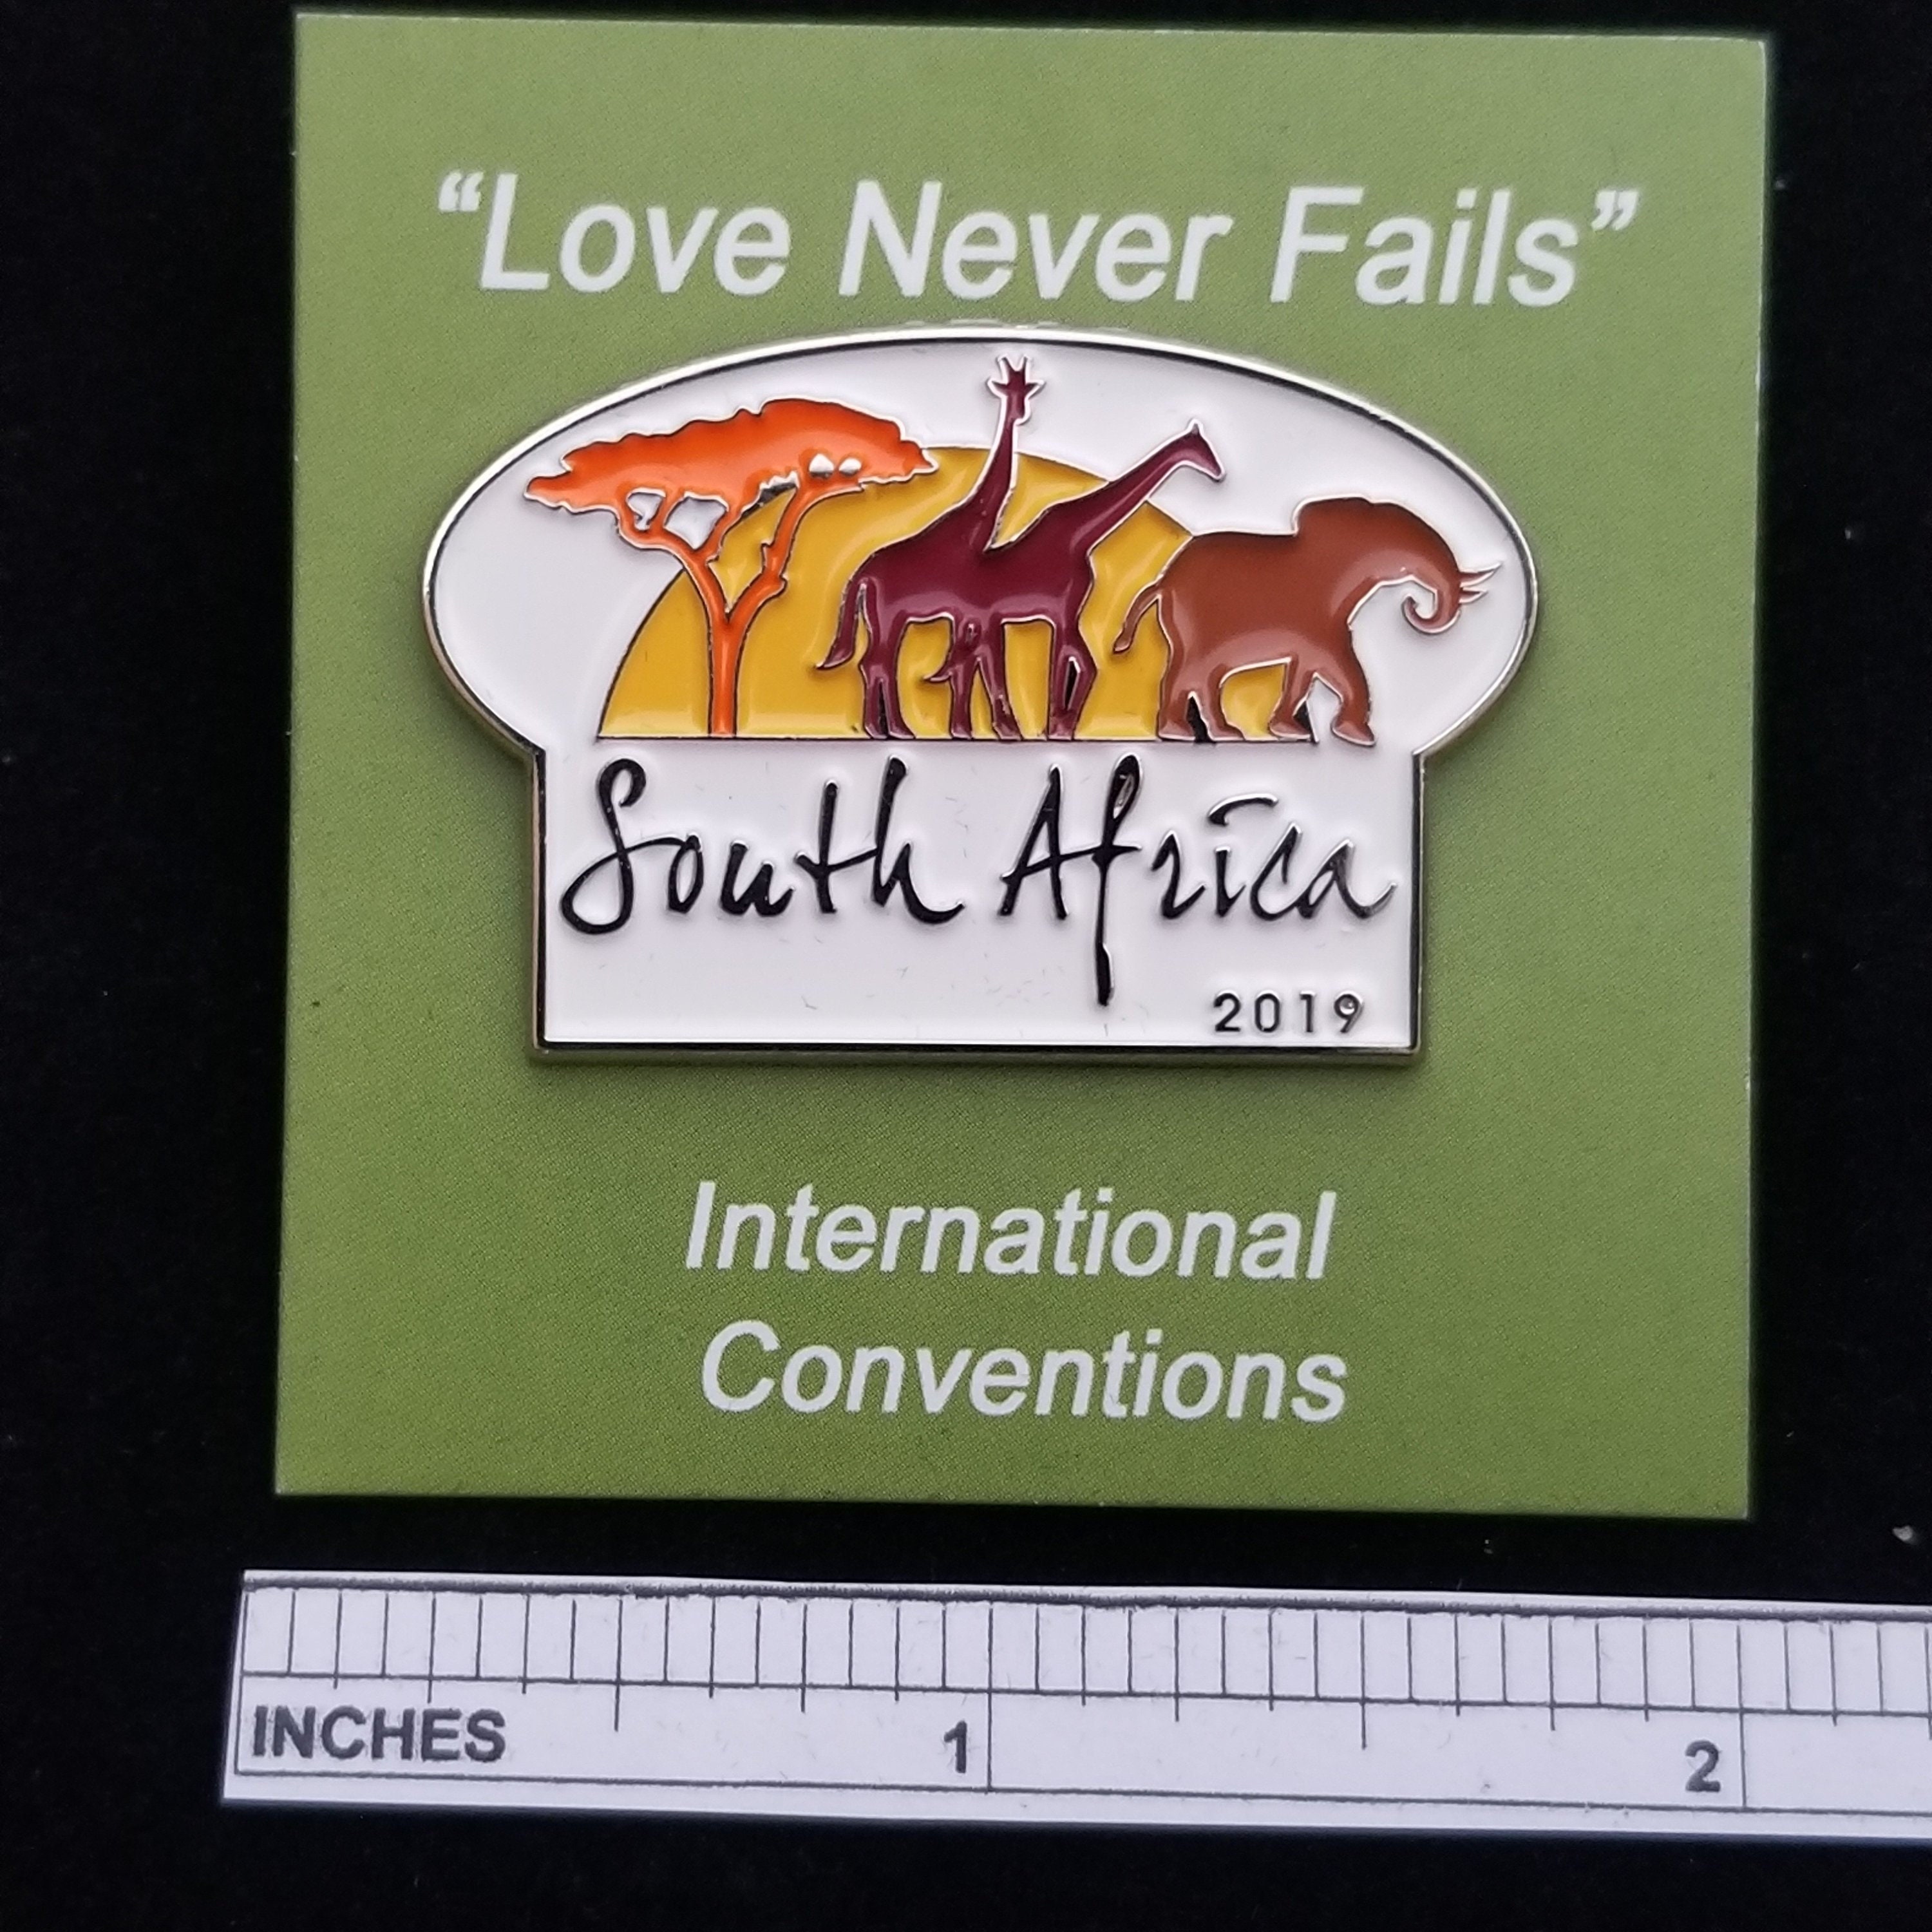 “Love Never Fails”
South Africa
2019
International
Conventions
INCHES 1 2